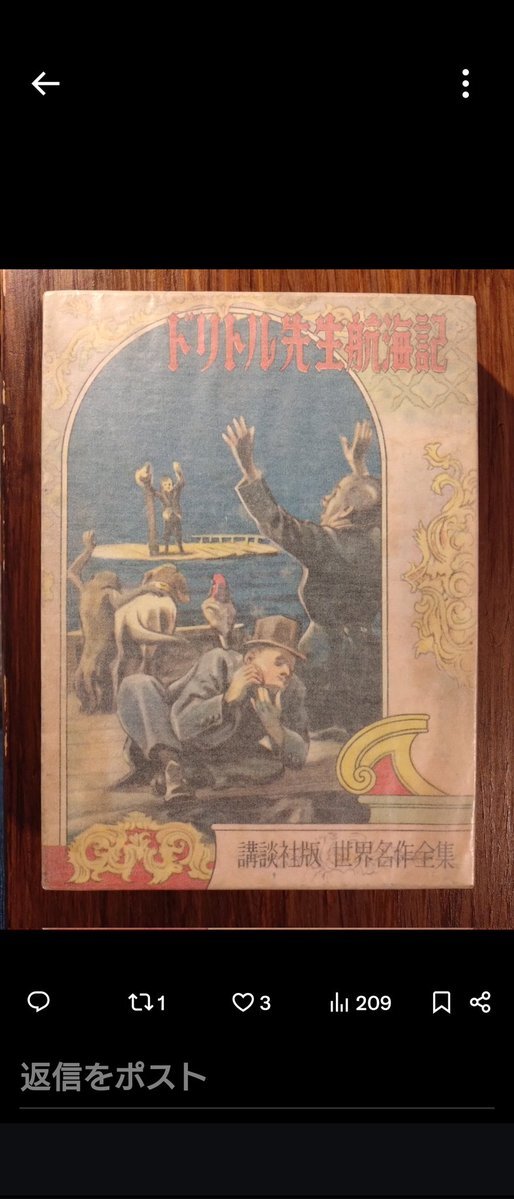 ドリトル先生航海記
講談社版 世界名作全集
1
3
209
返信をポスト